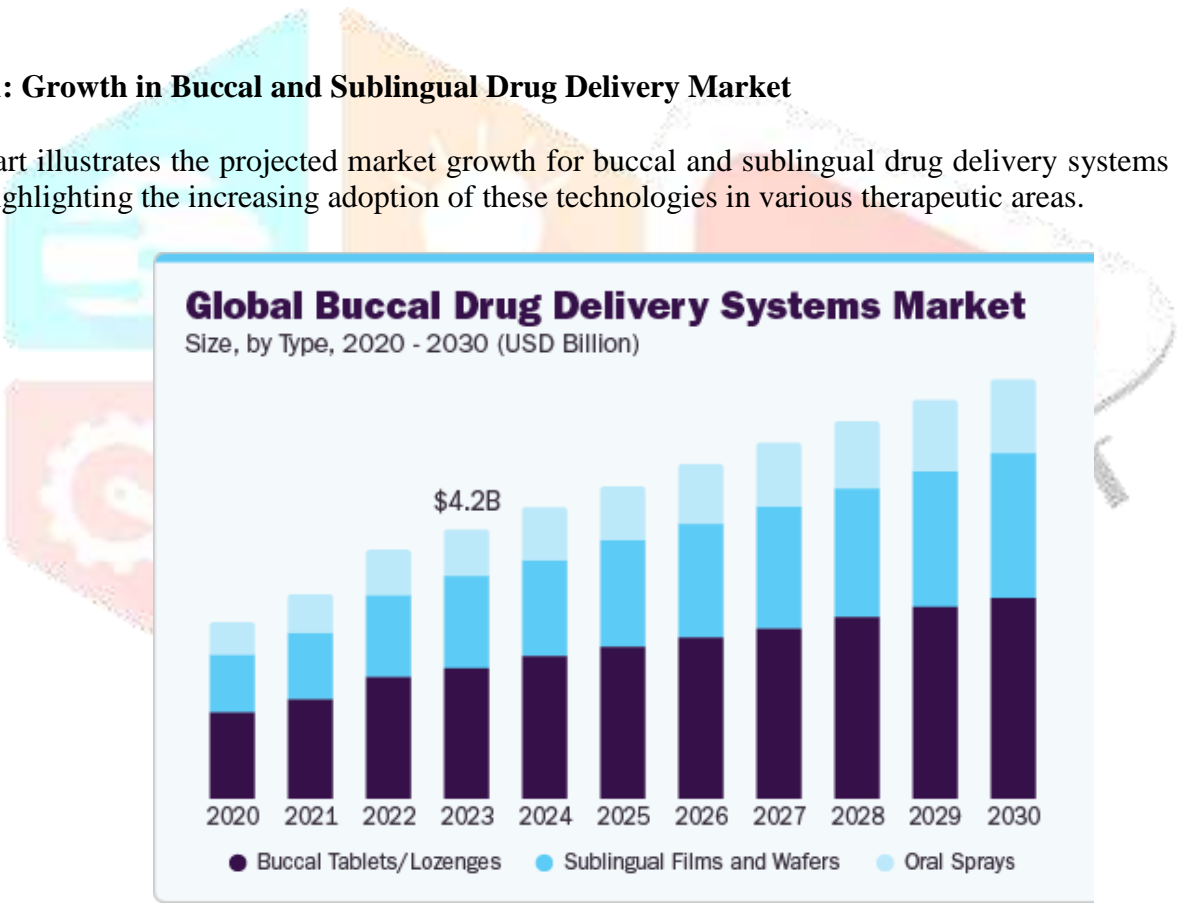 : Growth in Buccal and Sublingual Drug Delivery Market
art illustrates the projected market growth for buccal and sublingual drug delivery systems
ghlighting the increasing adoption of these technologies in various therapeutic areas.
Global Buccal Drug Delivery Systems Market
Size, by Type, 2020 - 2030 (USD Billion)
$4.2B
2020 2021 2022 2023 2024 2025 2026 2027 2028 2029 2030
Buccal Tablets/Lozenges Sublingual Films and Wafers Oral Sprays